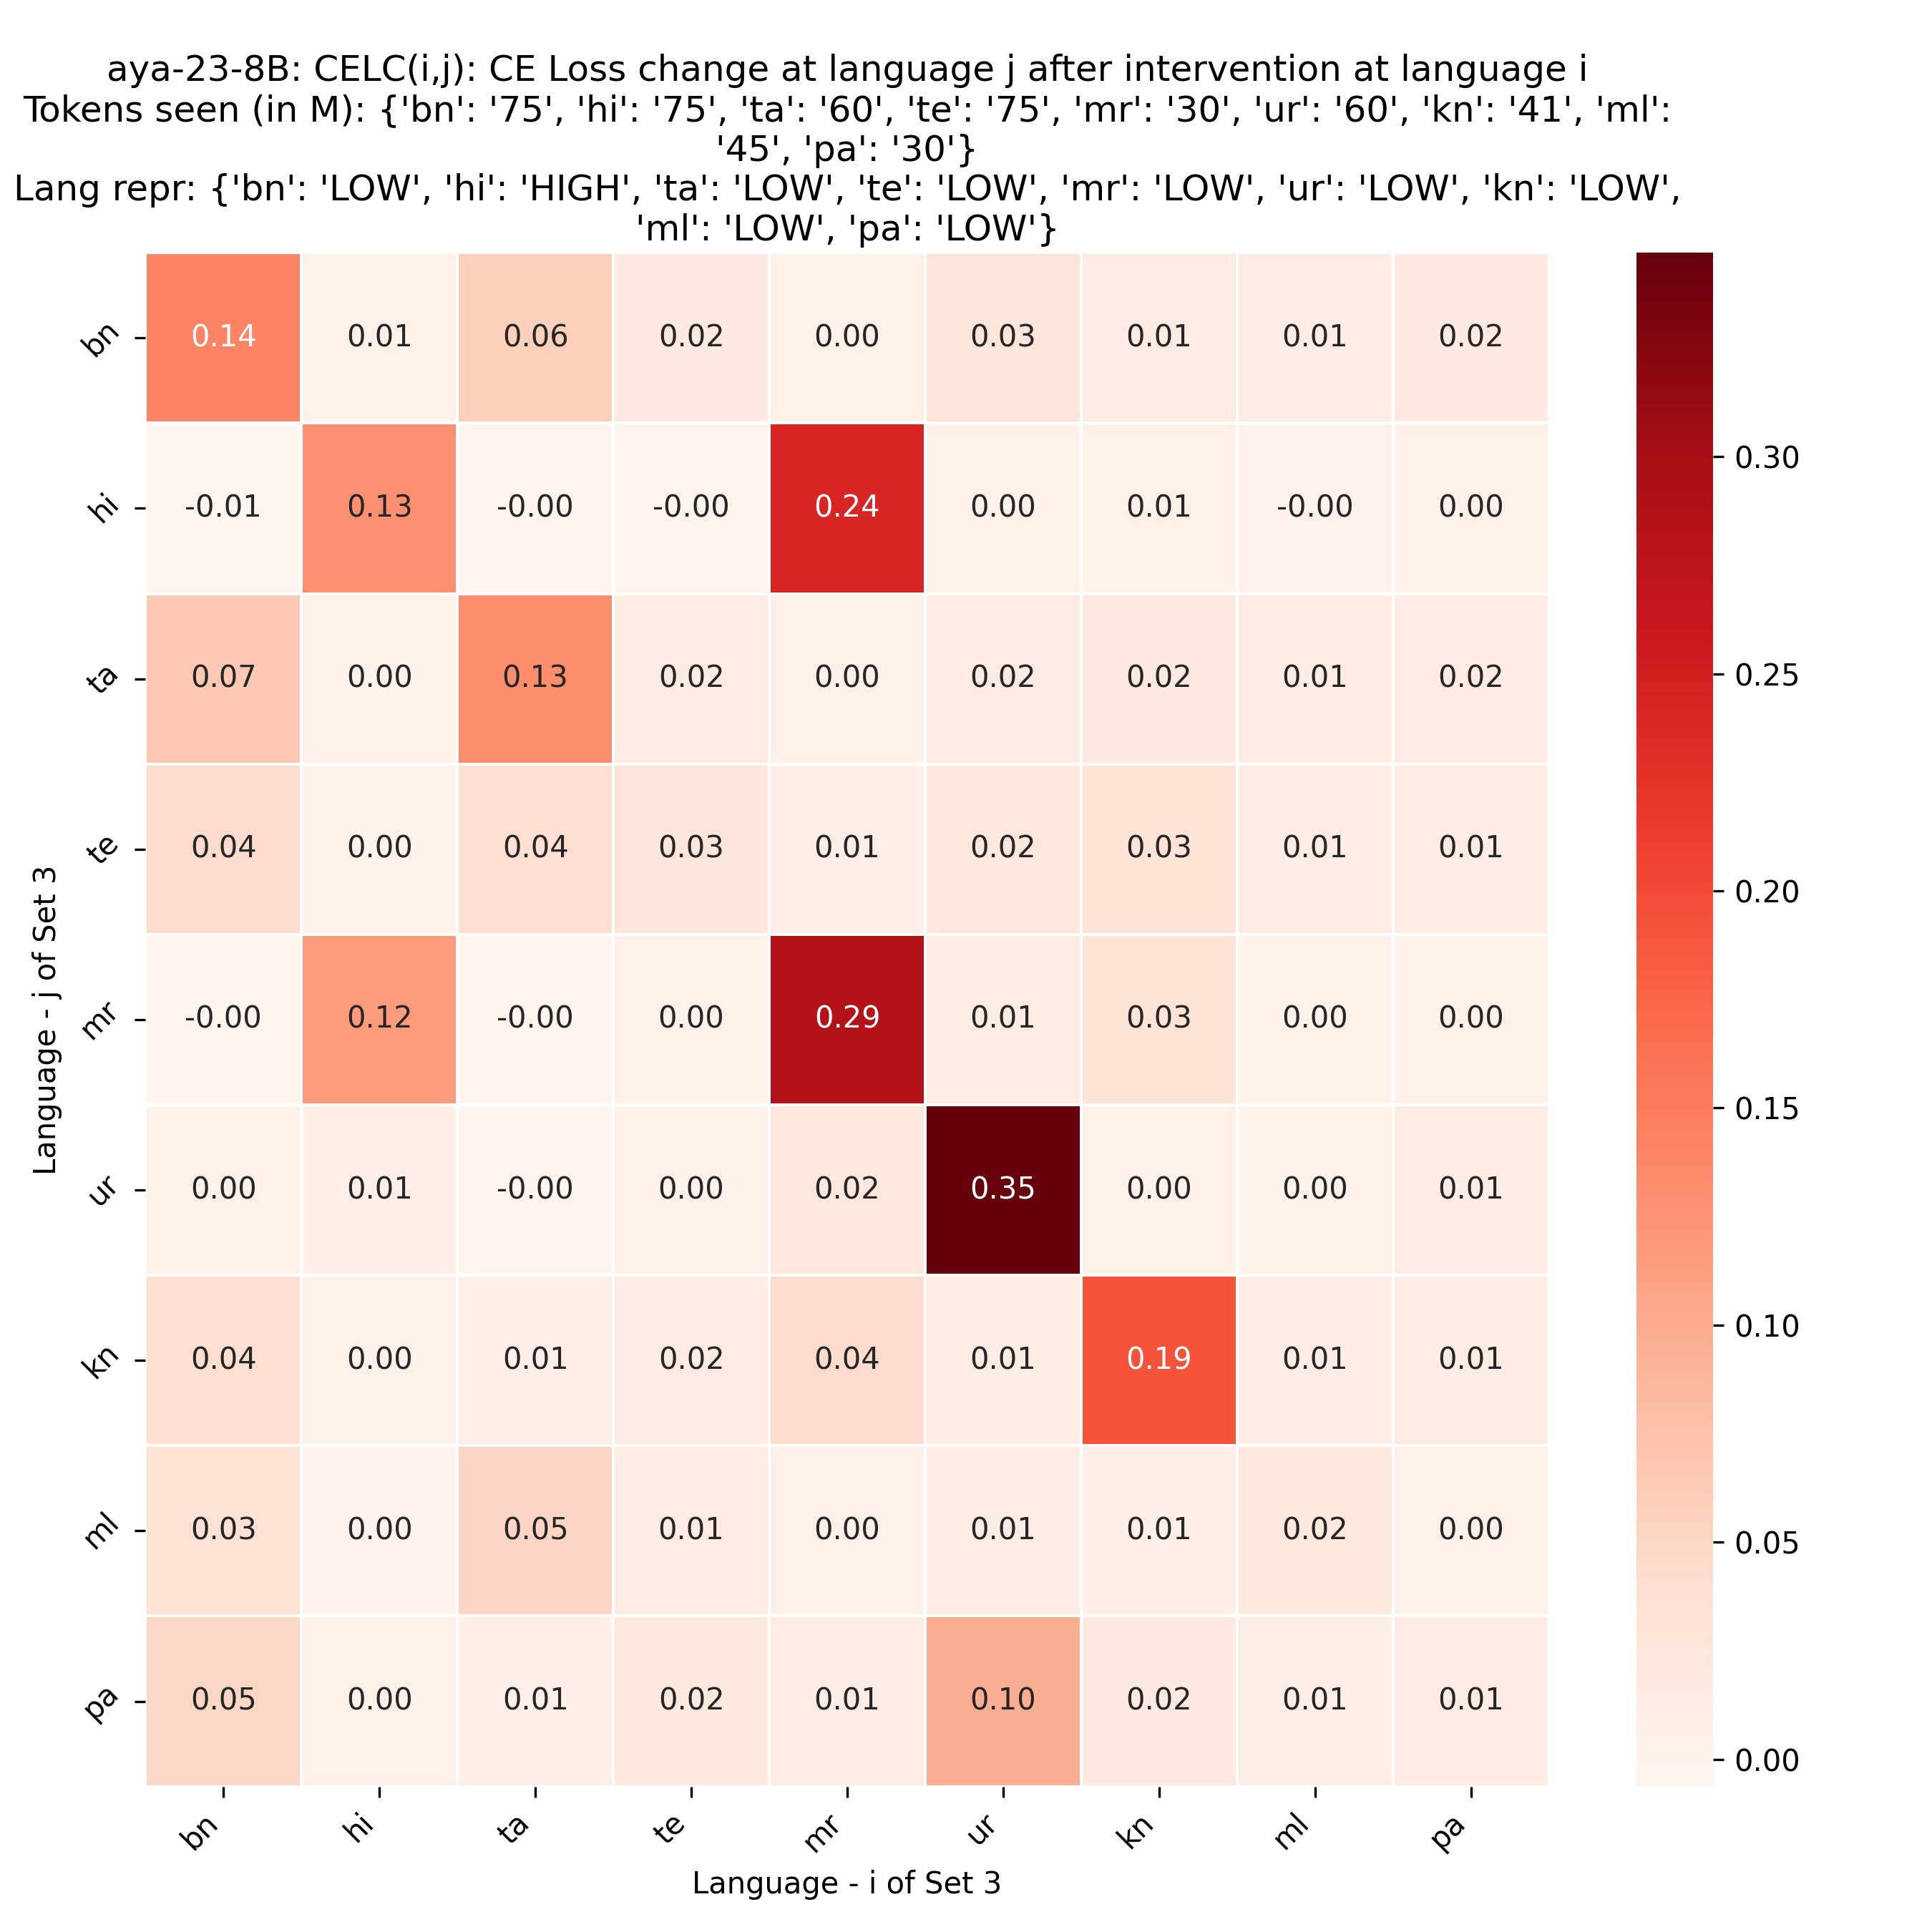 aya-23-8B: CELC(i,j): CE Loss change at language j after intervention at language i
Tokens seen (in M): {'bn': '75', 'hi': '75', 'ta': '60', 'te': '75', 'mr': '30', 'ur': '60', 'kn': '41', 'ml':
'45', 'pa': '30'}
Lang repr: {'bn': 'LOW', 'hi': 'HIGH', 'ta': 'LOW', 'te': 'LOW', 'mr': 'LOW', 'ur': 'LOW', 'kn': 'LOW',
'ml': 'LOW', 'pa': 'LOW'}
Language - j of Set 3
bn 0.14 0.01 0.06 0.02 0.00 0.03 0.01 0.01 0.02
hi -0.01 0.13 -0.00 -0.00 0.24 0.00 0.01 -0.00 0.00
ta 0.07 0.00 0.13 0.02 0.00 0.02 0.02 0.01 0.02
te 0.04 0.00 0.04 0.03 0.01 0.02 0.03 0.01 0.01
mr -0.00 0.12 -0.00 0.00 0.29 0.01 0.03 0.00 0.00
ur 0.00 0.01 -0.00 0.00 0.02 0.35 0.00 0.00 0.01
kn 0.04 0.00 0.01 0.02 0.04 0.01 0.19 0.01 0.01
ml 0.03 0.00 0.05 0.01 0.00 0.01 0.01 0.02 0.00
pa 0.05 0.00 0.01 0.02 0.01 0.10 0.02 0.01 0.01
bn hi ta te mr ur kn ml pa
Language - i of Set 3
0.30
0.25
0.20
0.15
0.10
0.05
0.00